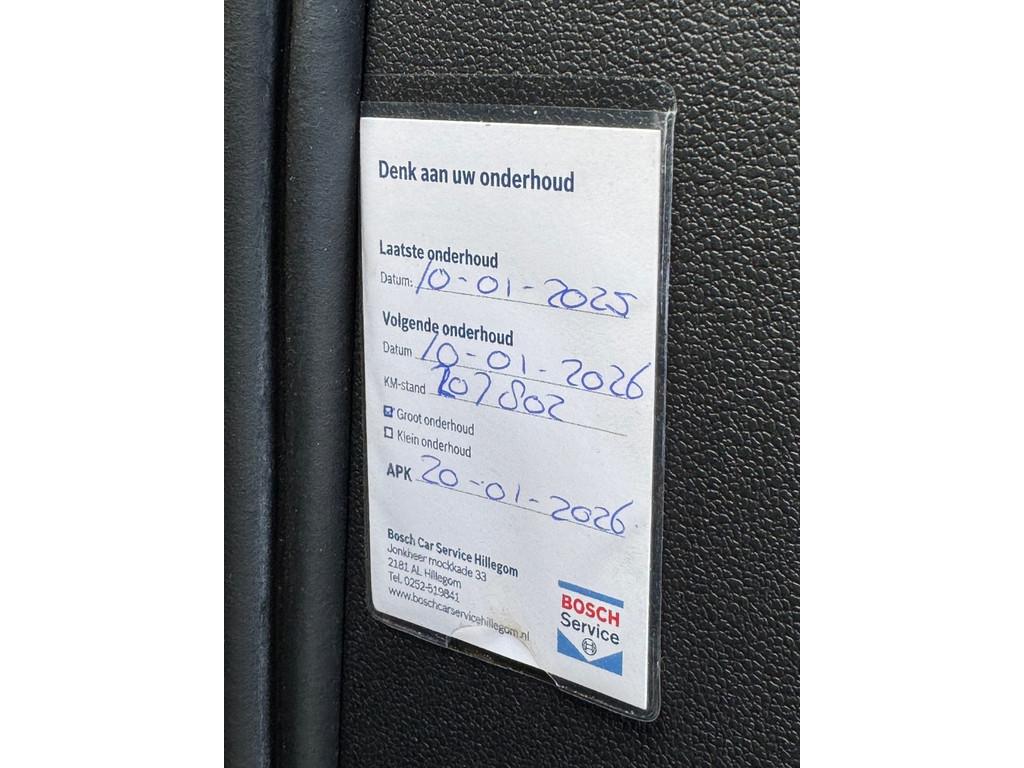 Denk aan uw onderhoud
Laatste onderhoud
Datum: 10-01-2025
Volgende onderhoud
Datum 10-01-2026
KM-stand 207802
Groot onderhoud
Klein onderhoud
APK 20-01-2026
Bosch Car Service Hillegom
Jonkheer mockkade 33
2181 AL Hillegom
Tel. 0252-519841
www.boschcarservicehillegom.nl
BOSCH
Service